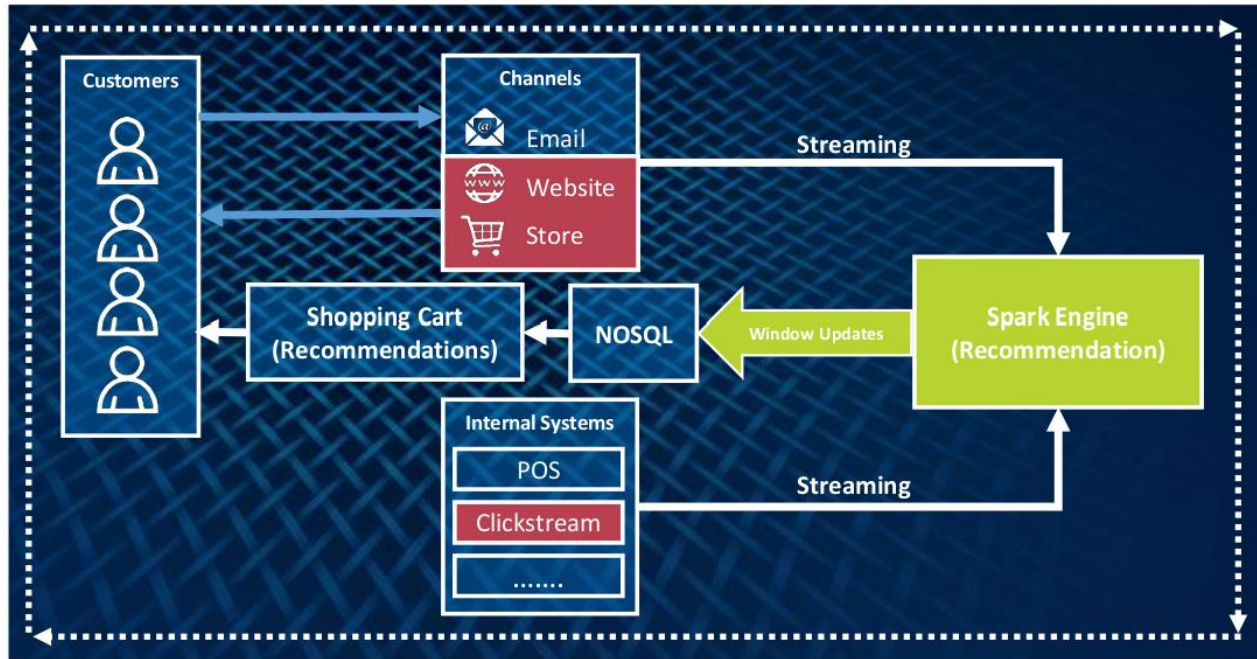 Customers
Channels
@
Email
www
Website
Store
Streaming
Shopping Cart
(Recommendations)
NOSQL
Window Updates
Spark Engine
(Recommendation)
Internal Systems
POS
Clickstream
.......
Streaming